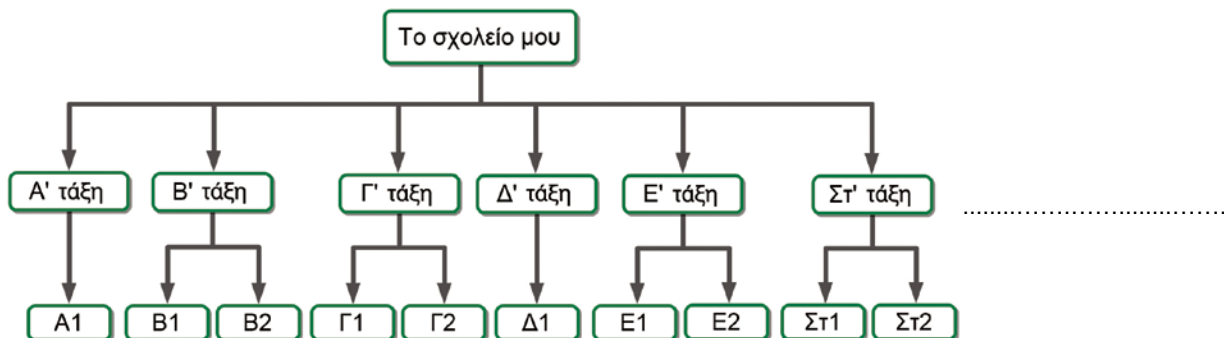 Το σχολείο μου
Α' τάξη Β' τάξη Γ' τάξη Δ' τάξη Ε' τάξη Στ' τάξη ..............................
Α1 Β1 Β2 Γ1 Γ2 Δ1 Ε1 Ε2 Στ1 Στ2